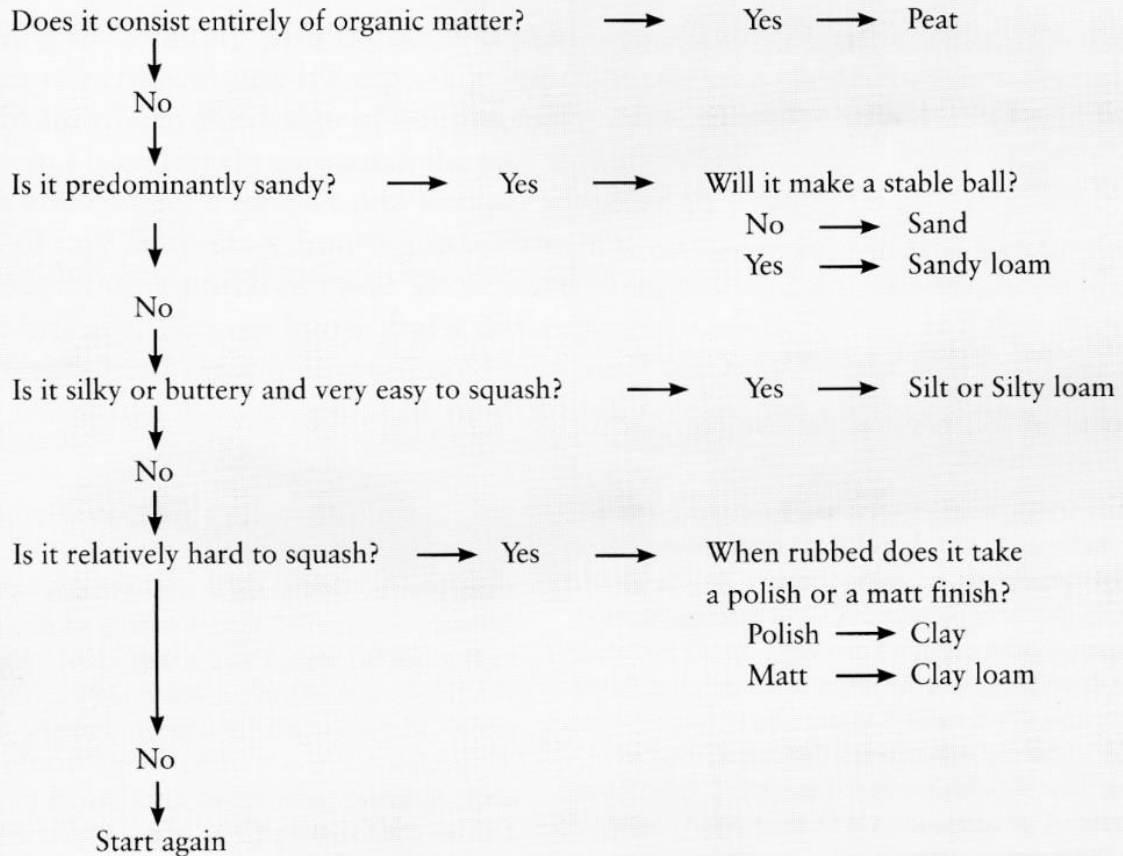 Does it consist entirely of organic matter? Yes Peat
No
Is it predominantly sandy? Yes Will it make a stable ball?
No Sand
Yes Sandy loam
No
Is it silky or buttery and very easy to squash? Yes Silt or Silty loam
No
Is it relatively hard to squash? Yes When rubbed does it take
a polish or a matt finish?
Polish Clay
Matt Clay loam
No
Start again